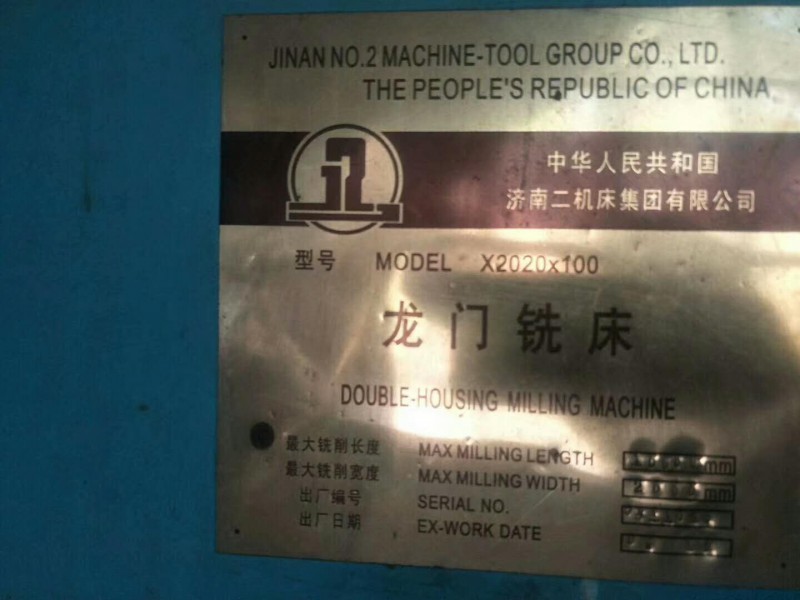 JINAN NO.2 MACHINE-TOOL GROUP CO., LTD.
THE PEOPLE'S REPUBLIC OF CHINA
中华人民共和国
济南二机床集团有限公司
型号 MODEL X2020x100
龙门铣床
DOUBLE-HOUSING MILLING MACHINE
最大铣削长度 MAX MILLING LENGTH mm
最大铣削宽度 MAX MILLING WIDTH mm
出厂编号 SERIAL NO.
出厂日期 EX-WORK DATE